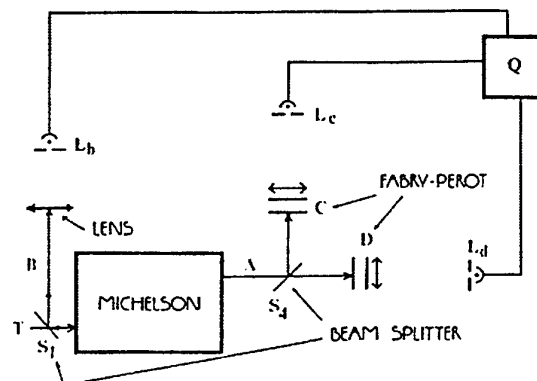 Q
L_b
L_c
FABRY-PEROT
C
LENS
D
B
A
L_d
MICHELSON
T
S_1
S_4
BEAM SPLITTER